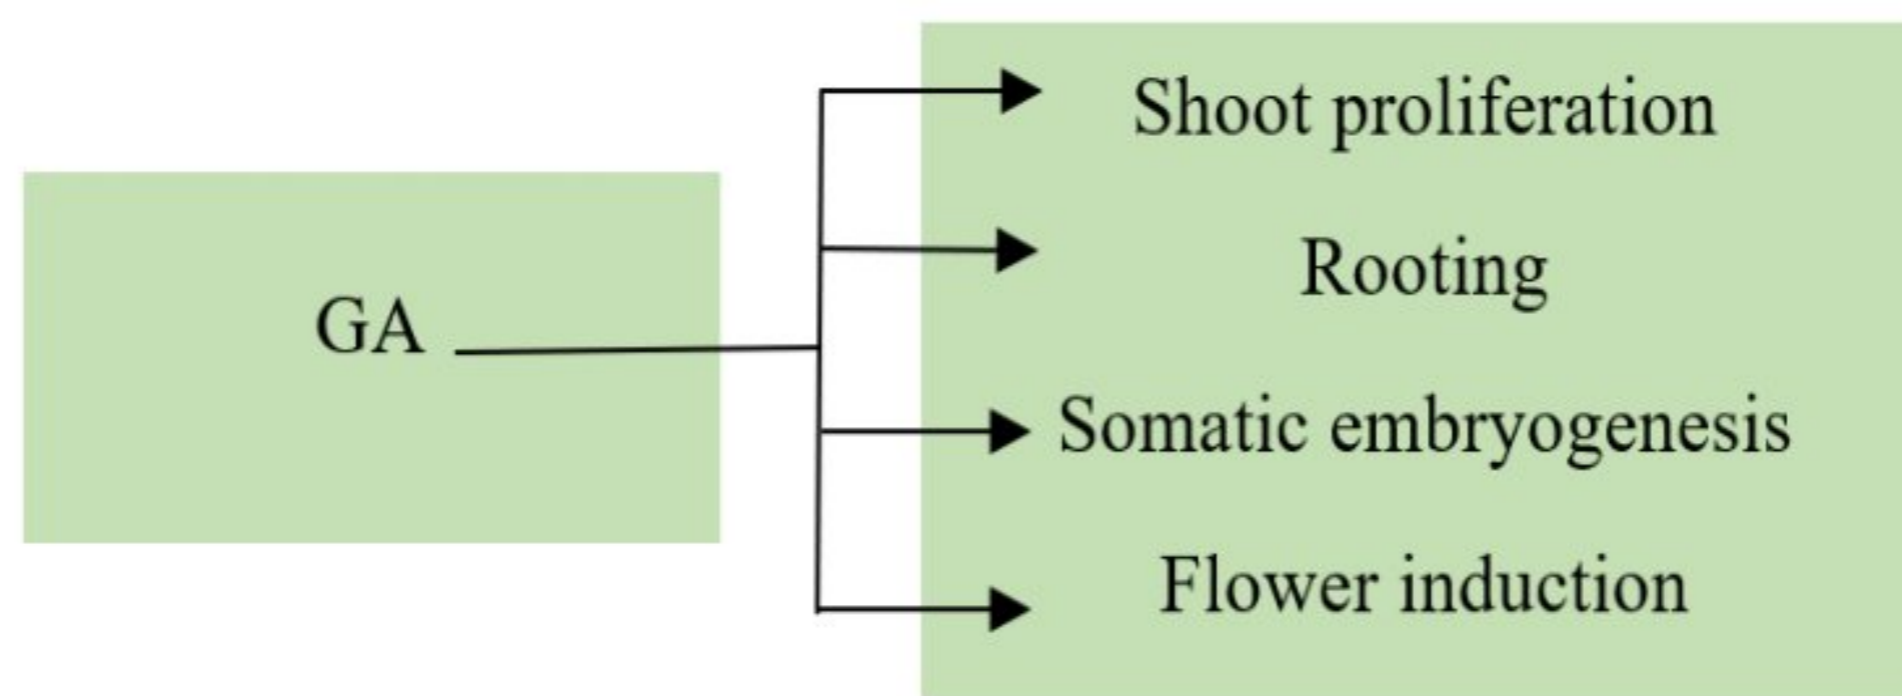 GA
Shoot proliferation
Rooting
Somatic embryogenesis
Flower induction